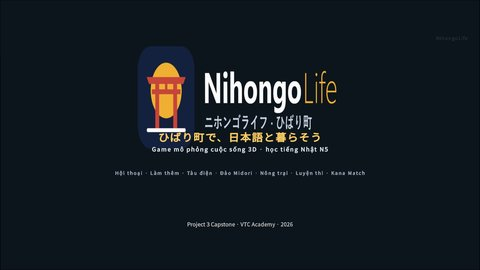 NihongoLife
NihongoLife
ニホンゴライフ・ひばり町
ひばり町で、日本語と暮らそう
Game mô phỏng cuộc sống 3D · học tiếng Nhật N5
Hội thoại · Làm thêm · Tàu điện · Đảo Midori · Nông trại · Luyện thi · Kana Match
Project 3 Capstone · VTC Academy · 2026